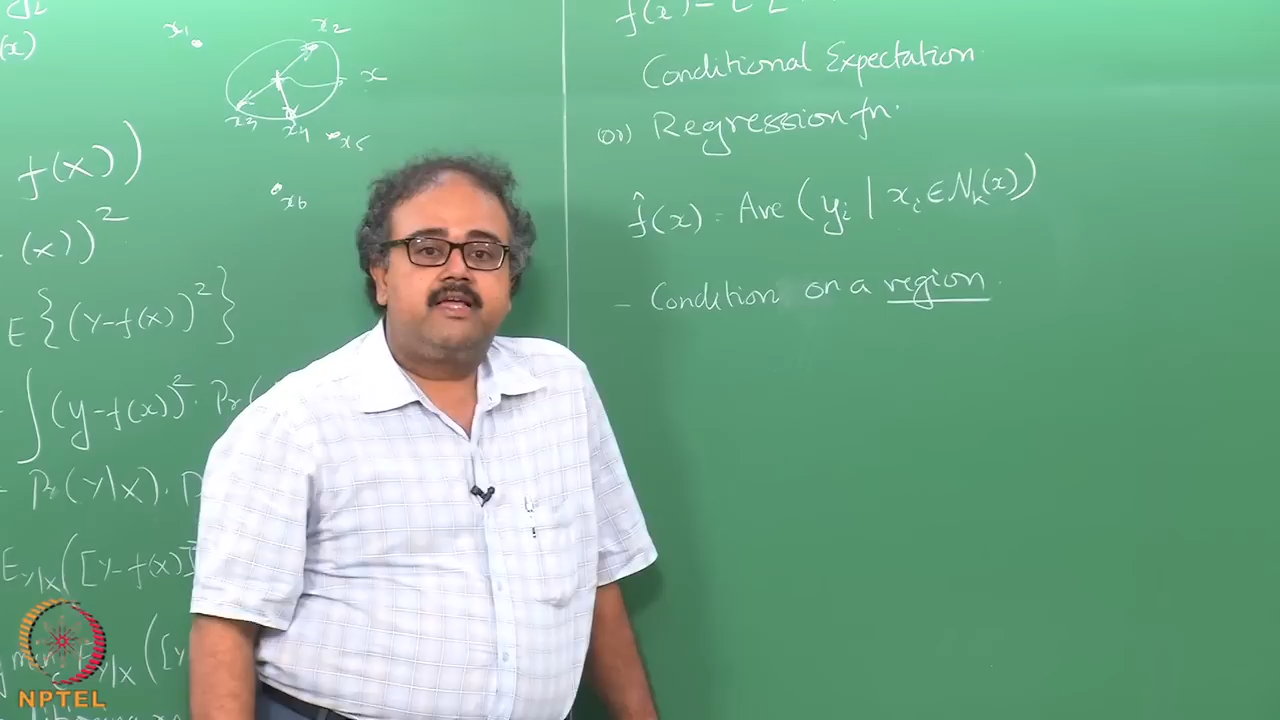 (x)
x1
x2
x
x3
x4
x5
x6
f(x))
(x))²
E{(y-f(x))²}
∫(y-f(x))². Pr(
Pr(y|x).
E_{Y|X}([y-f(x)]
Y|X([y
f(x) =
Conditional Expectation
(or) Regression fn.
f̂(x) = Ave (yᵢ | xᵢ ∈ Nₖ(x))
- Condition on a region.
NPTEL